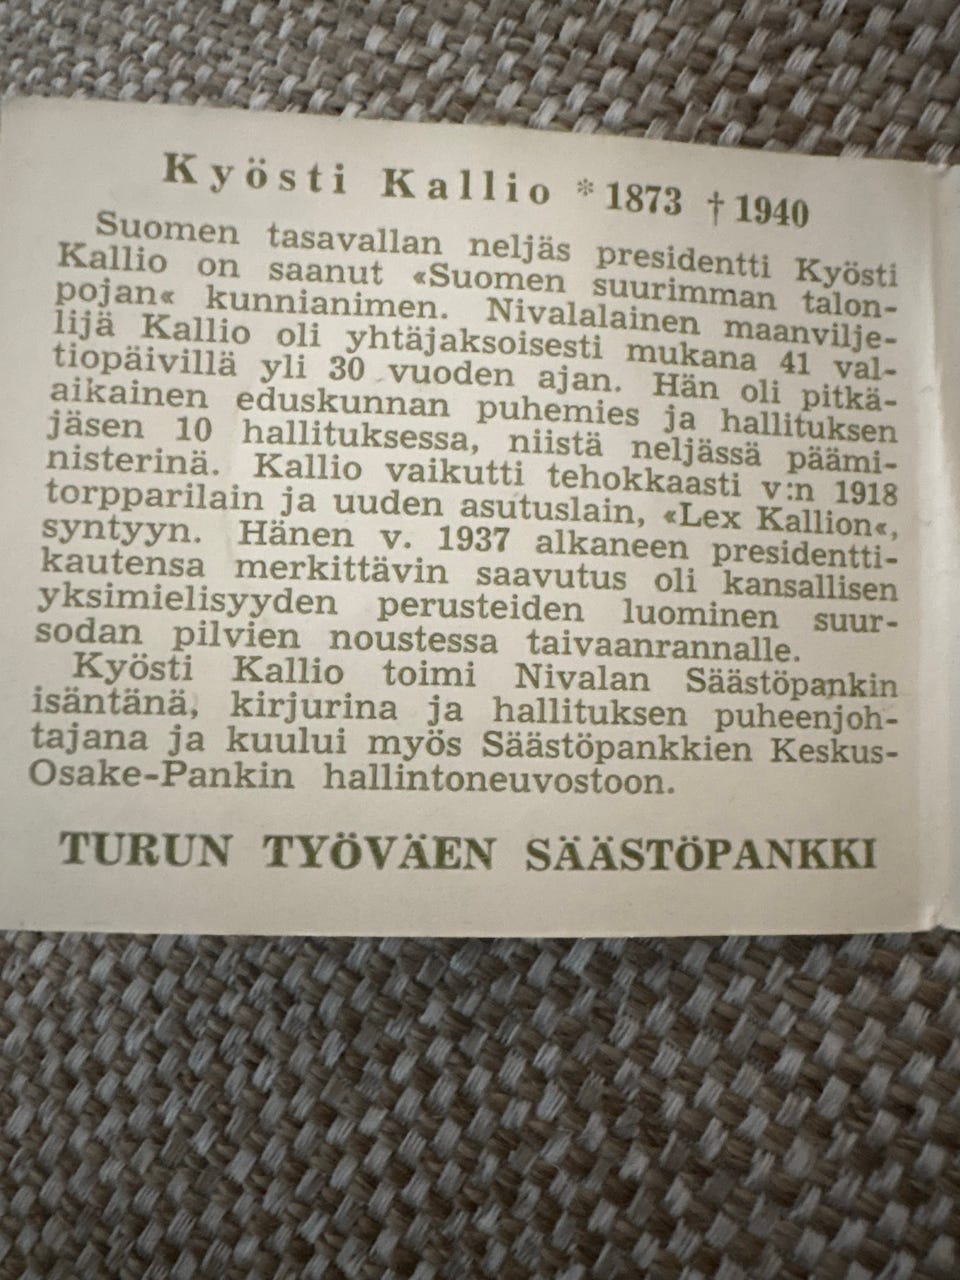 Kyösti Kallio * 1873 † 1940
Suomen tasavallan neljäs presidentti Kyösti
Kallio on saanut «Suomen suurimman talon-
pojan« kunnianimen. Nivalalainen maanvilje-
lijä Kallio oli yhtäjaksoisesti mukana 41 val-
tiopäivillä yli 30 vuoden ajan. Hän oli pitkä-
aikainen eduskunnan puhemies ja hallituksen
jäsen 10 hallituksessa, niistä neljässä päämi-
nisterinä. Kallio vaikutti tehokkaasti v:n 1918
torpparilain ja uuden asutuslain, «Lex Kallion«,
syntyyn. Hänen v. 1937 alkaneen presidentti-
kautensa merkittävin saavutus oli kansallisen
yksimielisyyden perusteiden luominen suur-
sodan pilvien noustessa taivaanrannalle.
Kyösti Kallio toimi Nivalan Säästöpankin
isäntänä, kirjurina ja hallituksen puheenjoh-
tajana ja kuului myös Säästöpankkien Keskus-
Osake-Pankin hallintoneuvostoon.
TURUN TYÖVÄEN SÄÄSTÖPANKKI